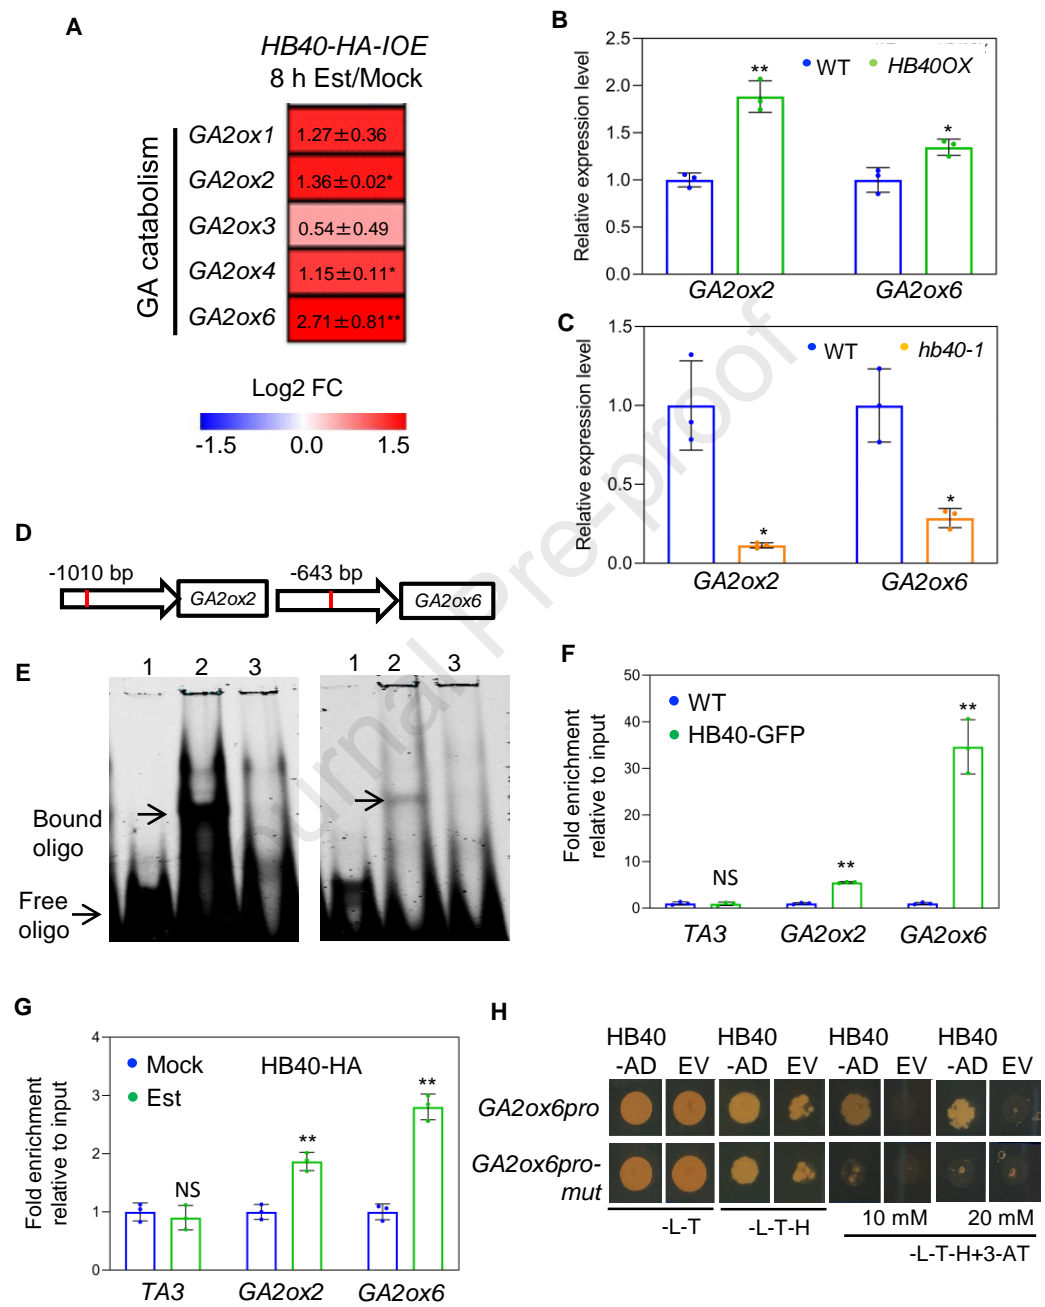 A
HB40-HA-IOE
8 h Est/Mock
GA catabolism
GA2ox1 1.27±0.36
GA2ox2 1.36±0.02*
GA2ox3 0.54±0.49
GA2ox4 1.15±0.11*
GA2ox6 2.71±0.81**
Log2 FC
-1.5 0.0 1.5
B
Relative expression level
2.5
2.0
1.5
1.0
0.5
0.0
WT HB40OX
** *
GA2ox2 GA2ox6
C
Relative expression level
1.5
1.0
0.5
0.0
WT hb40-1
* *
GA2ox2 GA2ox6
D
-1010 bp -643 bp
GA2ox2 GA2ox6
E
1 2 3 1 2 3
Bound
oligo
Free
oligo
F
Fold enrichment
relative to input
50
40
30
20
10
0
WT
HB40-GFP
NS ** **
TA3 GA2ox2 GA2ox6
G
Fold enrichment
relative to input
4
3
2
1
0
Mock HB40-HA
Est
NS ** **
TA3 GA2ox2 GA2ox6
H
HB40 HB40 HB40 HB40
-AD EV -AD EV -AD EV -AD EV
GA2ox6pro
GA2ox6pro-
mut
-L-T -L-T-H 10 mM 20 mM
-L-T-H+3-AT
Journal Pre-proof